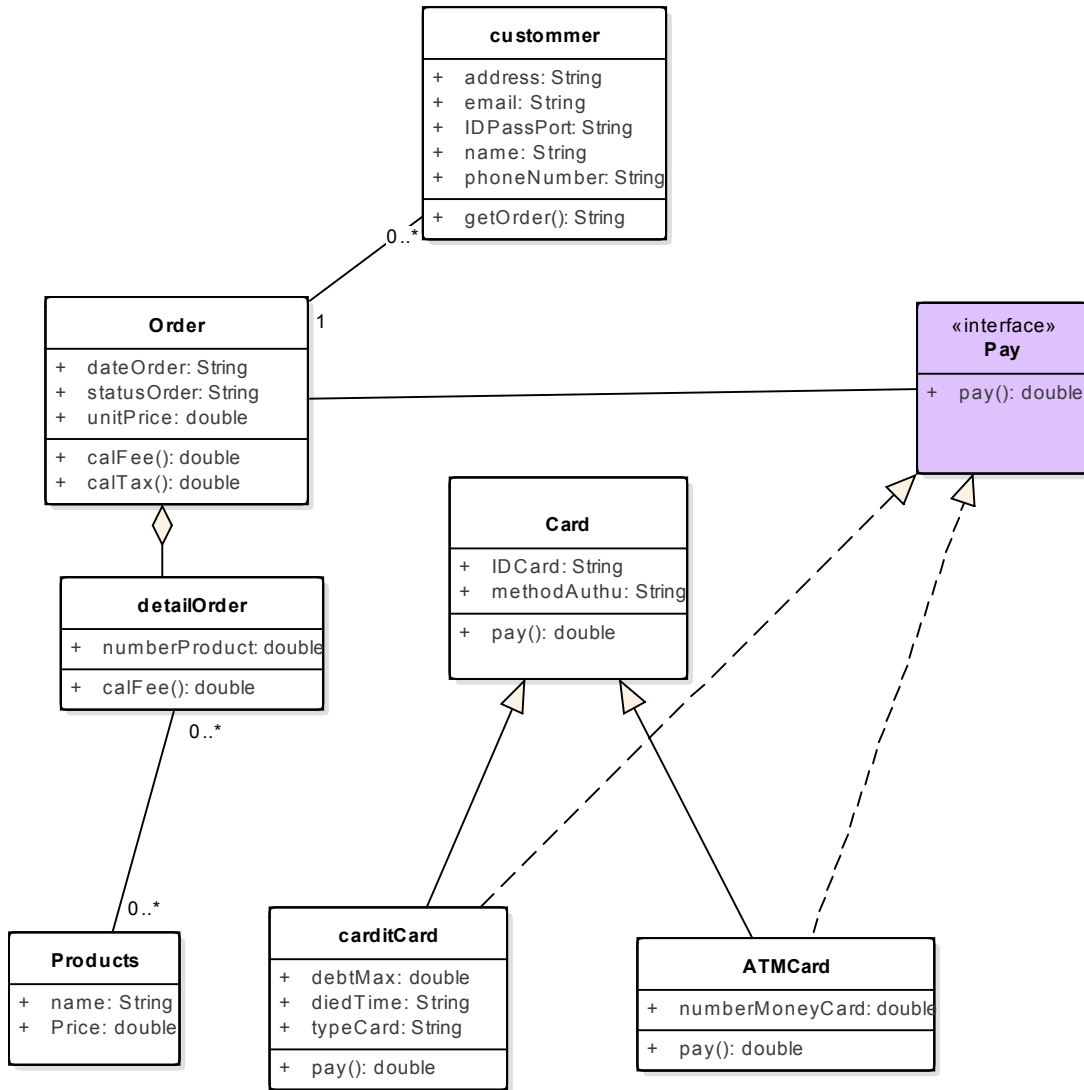 custommer
+ address: String
+ email: String
+ IDPassPort: String
+ name: String
+ phoneNumber: String
+ getOrder(): String
0..*
1
Order
+ dateOrder: String
+ statusOrder: String
+ unitPrice: double
+ calFee(): double
+ calTax(): double
«interface»
Pay
+ pay(): double
Card
+ IDCard: String
+ methodAuthu: String
+ pay(): double
detailOrder
+ numberProduct: double
+ calFee(): double
0..*
0..*
Products
+ name: String
+ Price: double
carditCard
+ debtMax: double
+ diedTime: String
+ typeCard: String
+ pay(): double
ATMCard
+ numberMoneyCard: double
+ pay(): double